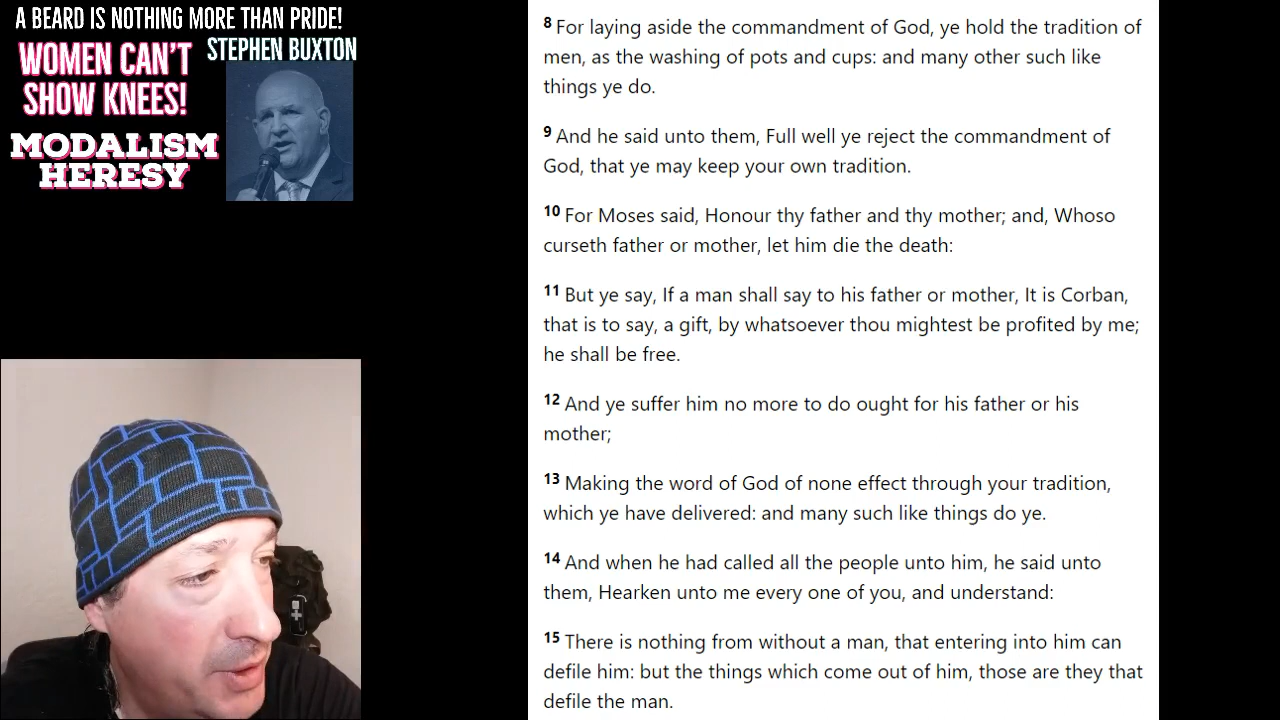 A BEARD IS NOTHING MORE THAN PRIDE!
WOMEN CAN'T
SHOW KNEES!
STEPHEN BUXTON
MODALISM
HERESY
8 For laying aside the commandment of God, ye hold the tradition of
men, as the washing of pots and cups: and many other such like
things ye do.
9 And he said unto them, Full well ye reject the commandment of
God, that ye may keep your own tradition.
10 For Moses said, Honour thy father and thy mother; and, Whoso
curseth father or mother, let him die the death:
11 But ye say, If a man shall say to his father or mother, It is Corban,
that is to say, a gift, by whatsoever thou mightest be profited by me;
he shall be free.
12 And ye suffer him no more to do ought for his father or his
mother;
13 Making the word of God of none effect through your tradition,
which ye have delivered: and many such like things do ye.
14 And when he had called all the people unto him, he said unto
them, Hearken unto me every one of you, and understand:
15 There is nothing from without a man, that entering into him can
defile him: but the things which come out of him, those are they that
defile the man.